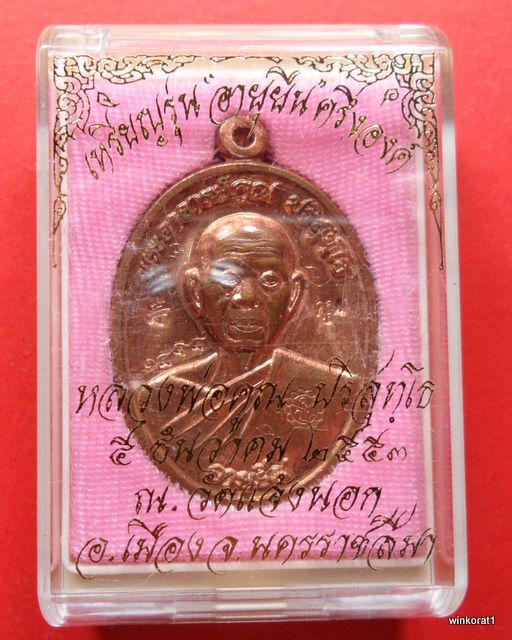 เหรียญรุ่น "อายุยืน" ครึ่งองค์
หลวงพ่อคูณ ปริสุทฺโธ
๕ ธันวาคม ๒๕๕๓
ณ. วัดแจ้งนอก
อ.เมือง จ.นครราชสีมา
winkorat1